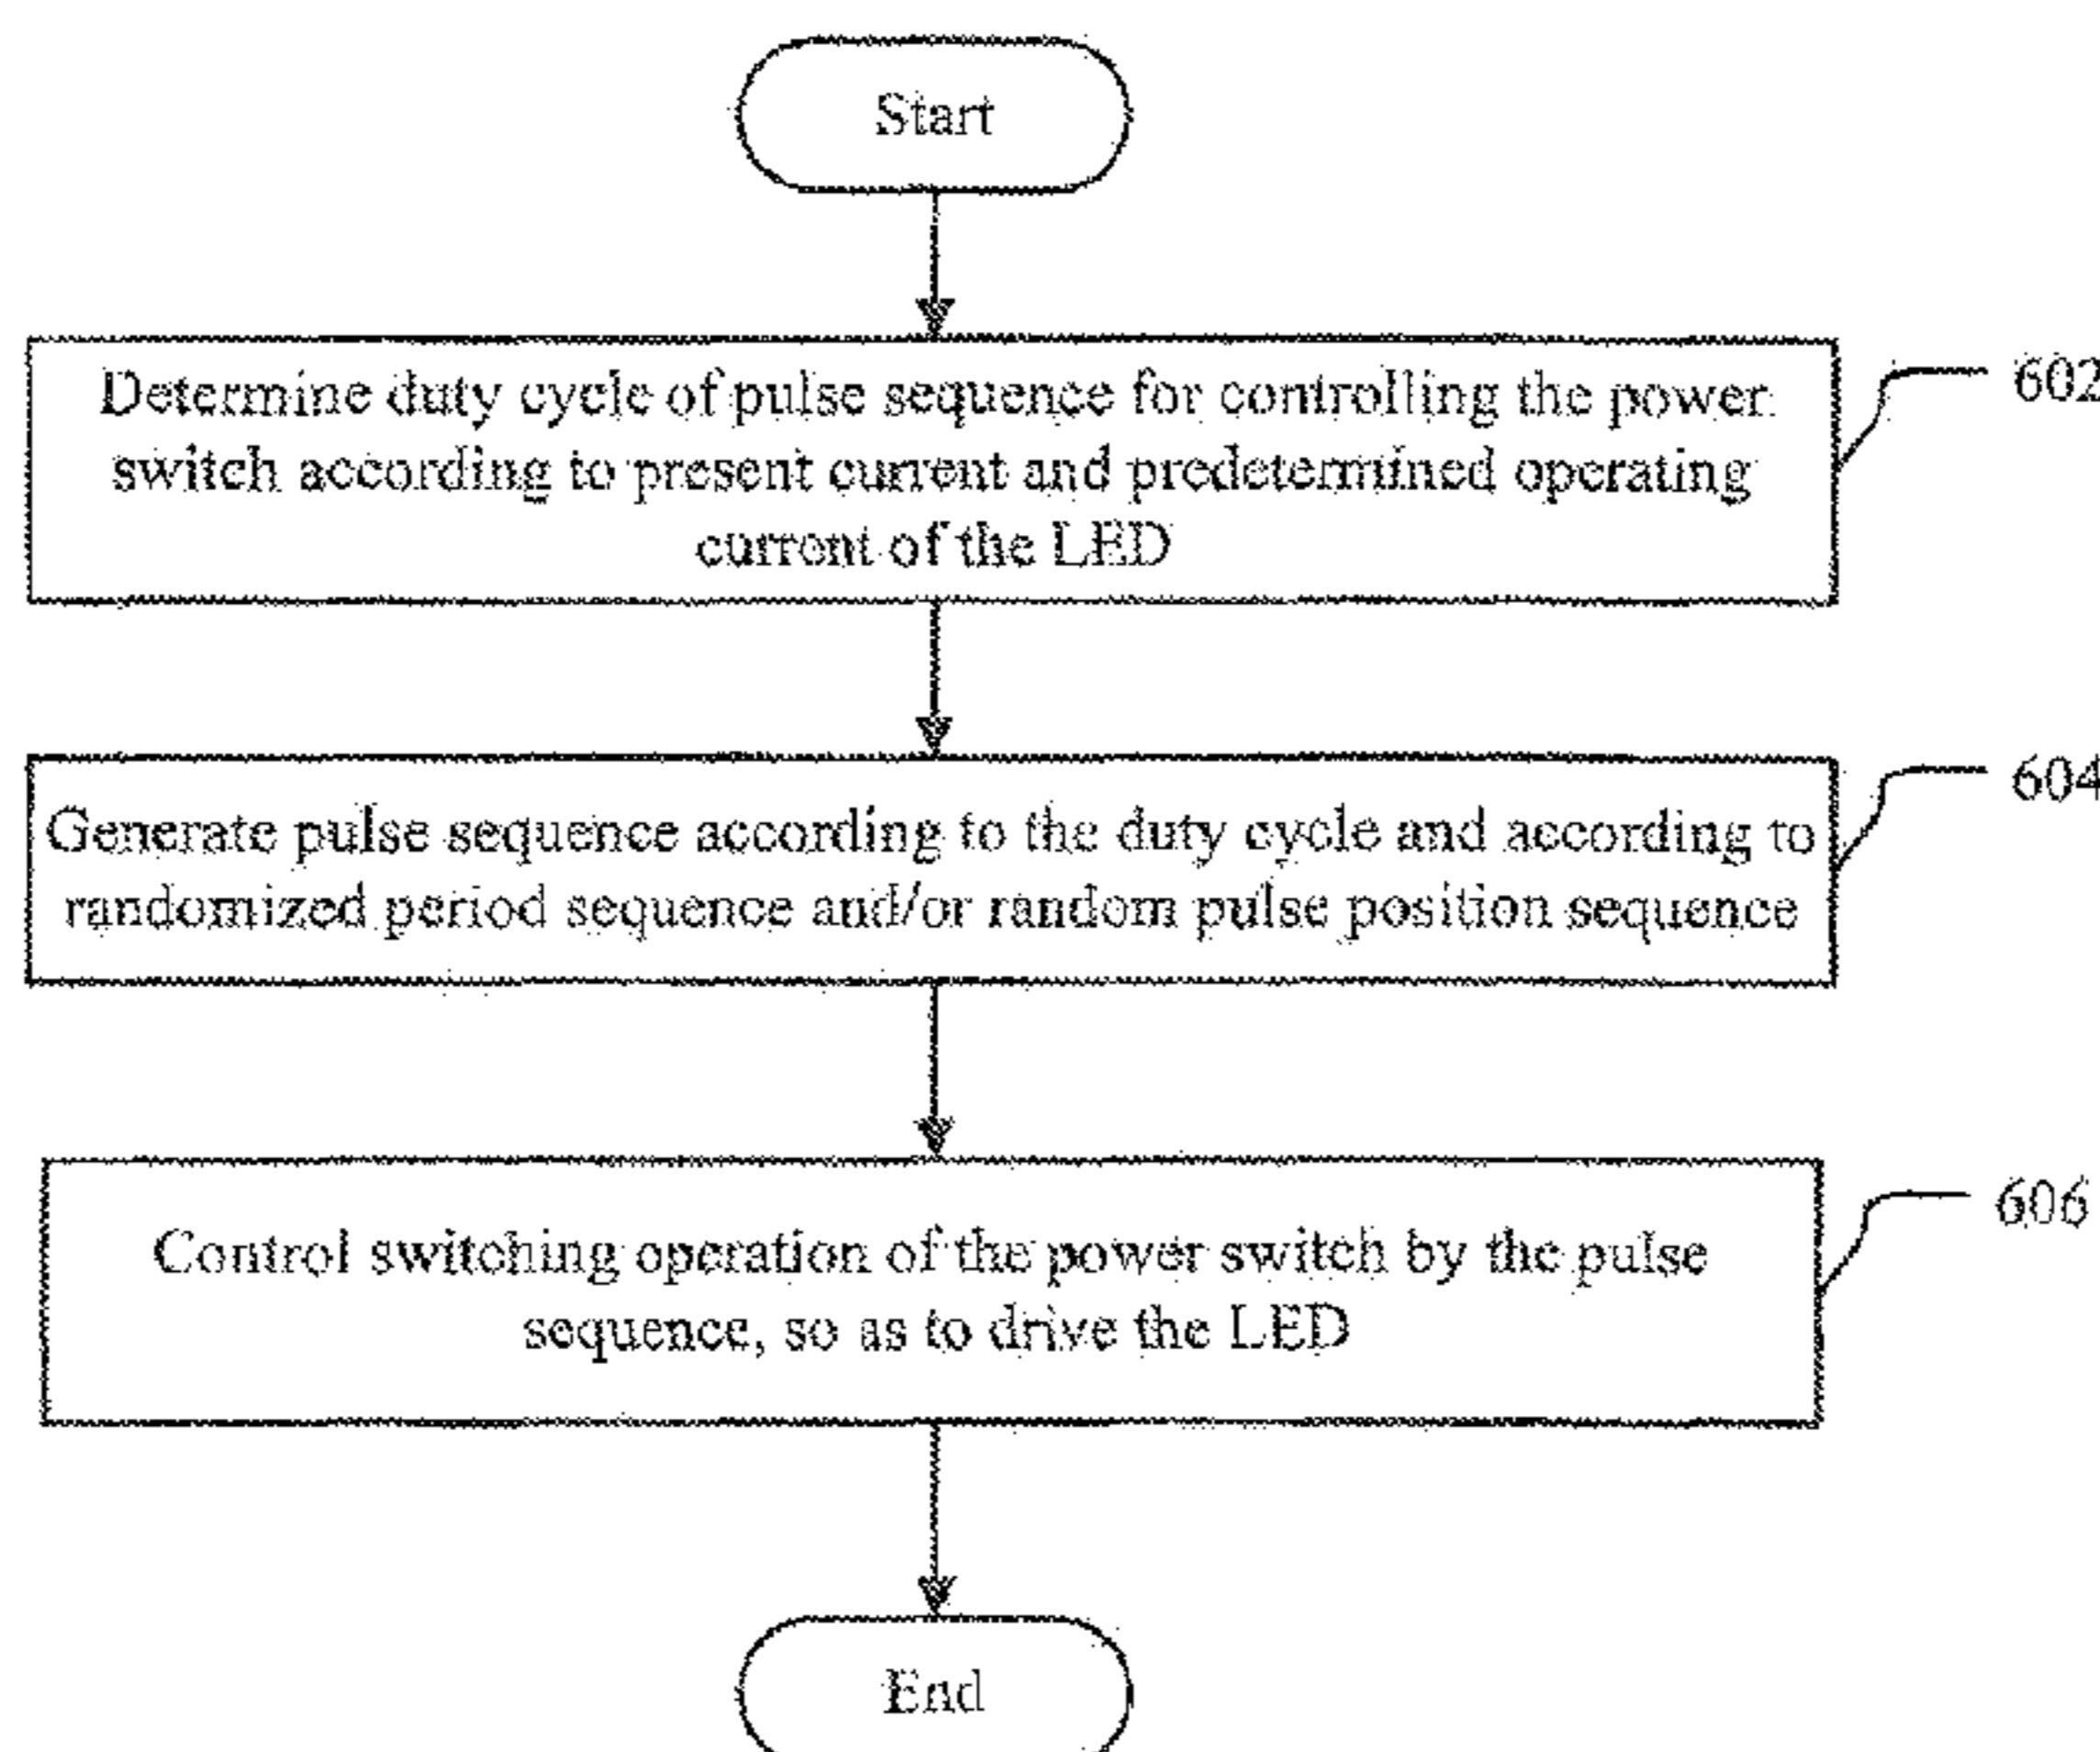 Start
Determine duty cycle of pulse sequence for controlling the power
602
switch according to present current and predetermined operating
current of the LED
604
Generate pulse sequence according to the duty cycle and according to
randomized period sequence and/or random pulse position sequence
606
Control switching operation of the power switch by the pulse
sequence, so as to drive the LED
End